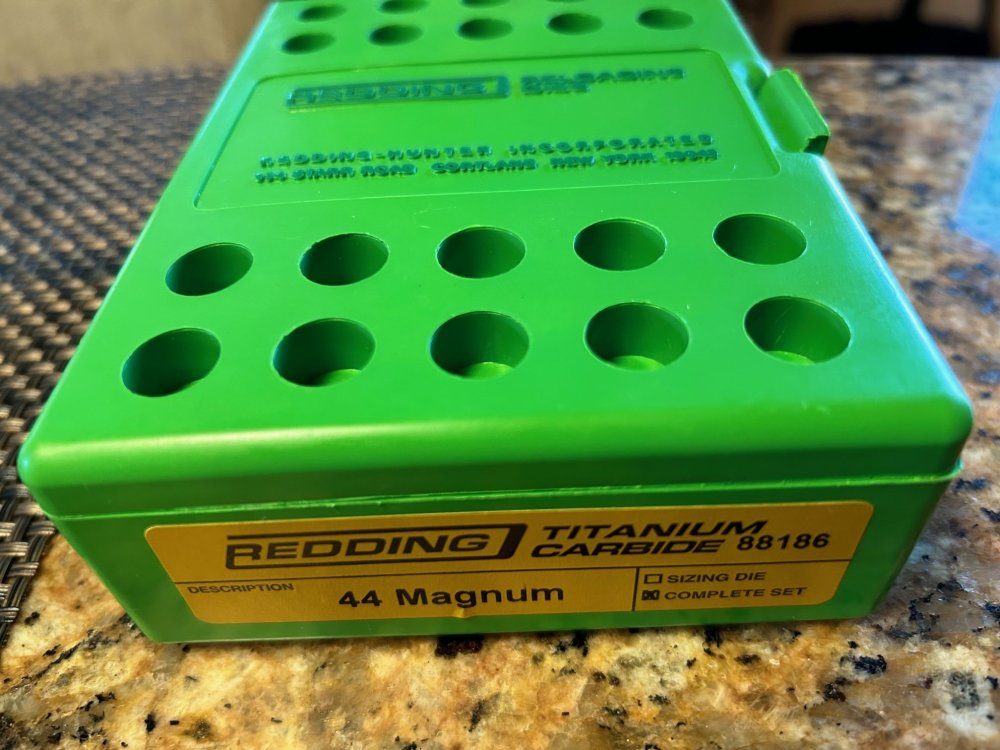 REDDING RELOADING
DIES
REDDING-HUNTER INCORPORATED
STARR ROAD CORTLAND NEW YORK 13045
REDDING TITANIUM
CARBIDE 88186
DESCRIPTION 44 Magnum
SIZING DIE
COMPLETE SET